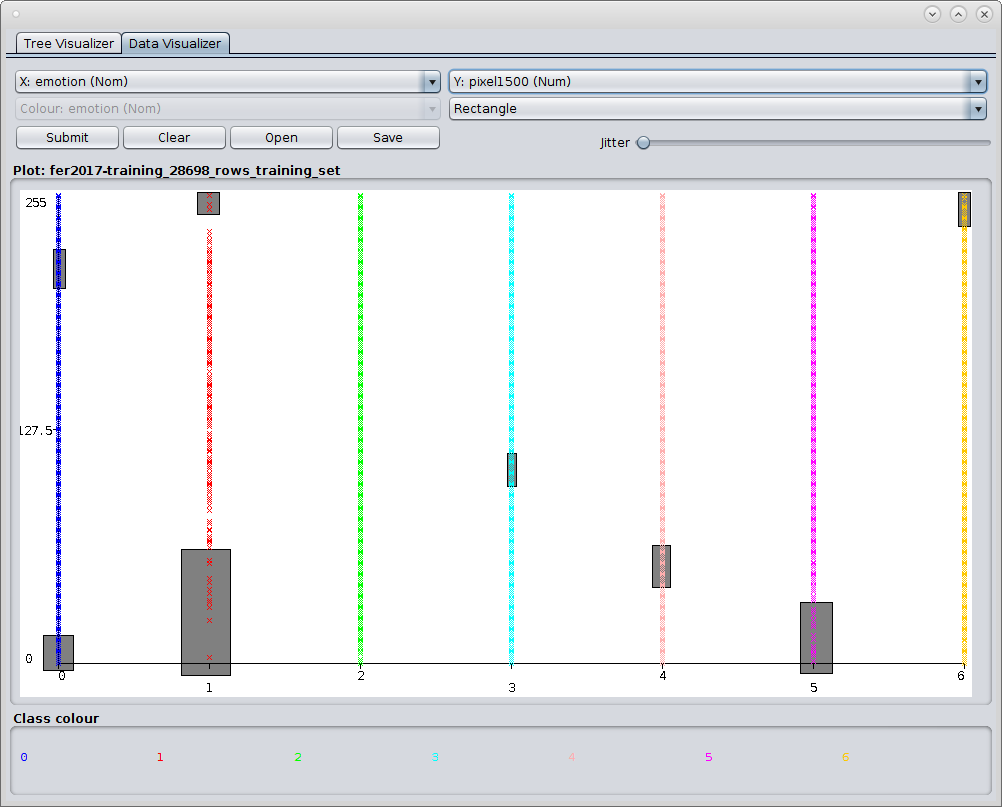 Tree Visualizer Data Visualizer
X: emotion (Nom) Y: pixel1500 (Num)
Colour: emotion (Nom) Rectangle
Submit Clear Open Save Jitter
Plot: fer2017-training_28698_rows_training_set
255
127.5
0
0 2 4 6
1 3 5
Class colour
0 1 2 3 4 5 6